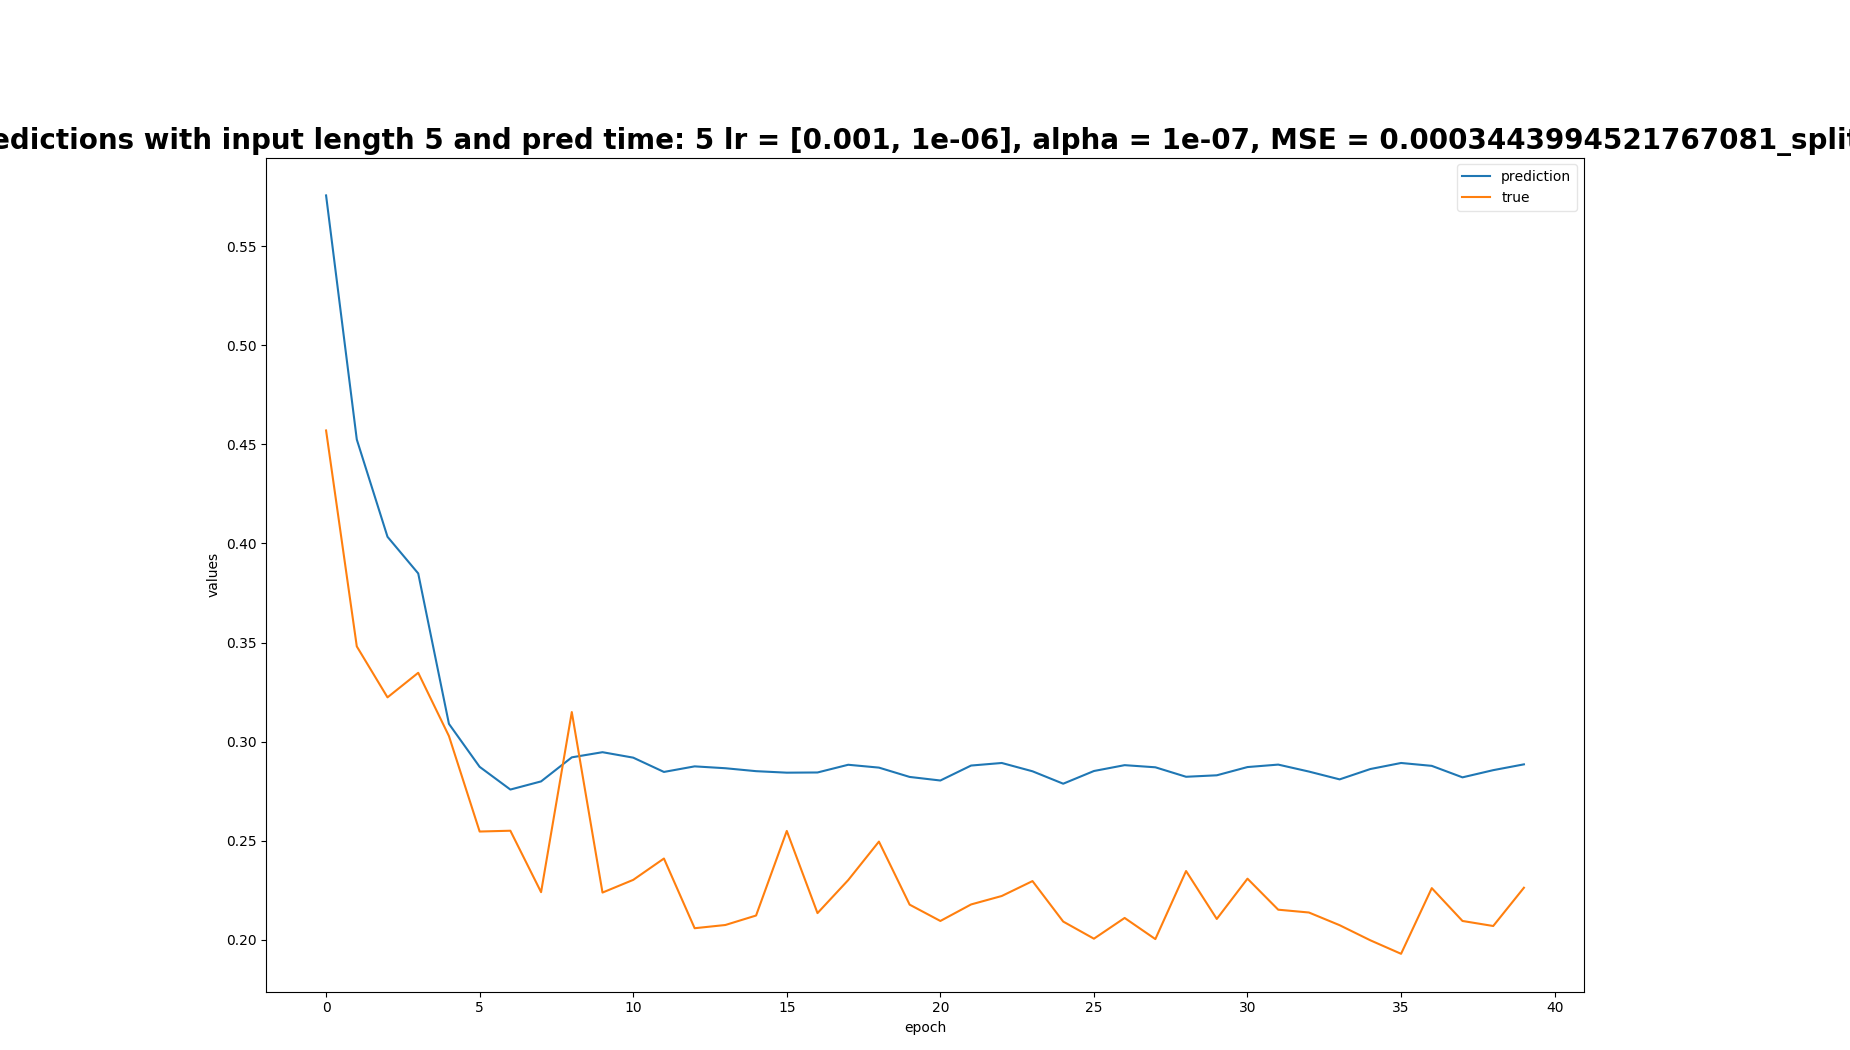 edictions with input length 5 and pred time: 5 lr = [0.001, 1e-06], alpha = 1e-07, MSE = 0.0003443994521767081_split
prediction
true
0.55
0.50
0.45
0.40
0.35
0.30
0.25
0.20
values
0 5 10 15 20 25 30 35 40
epoch